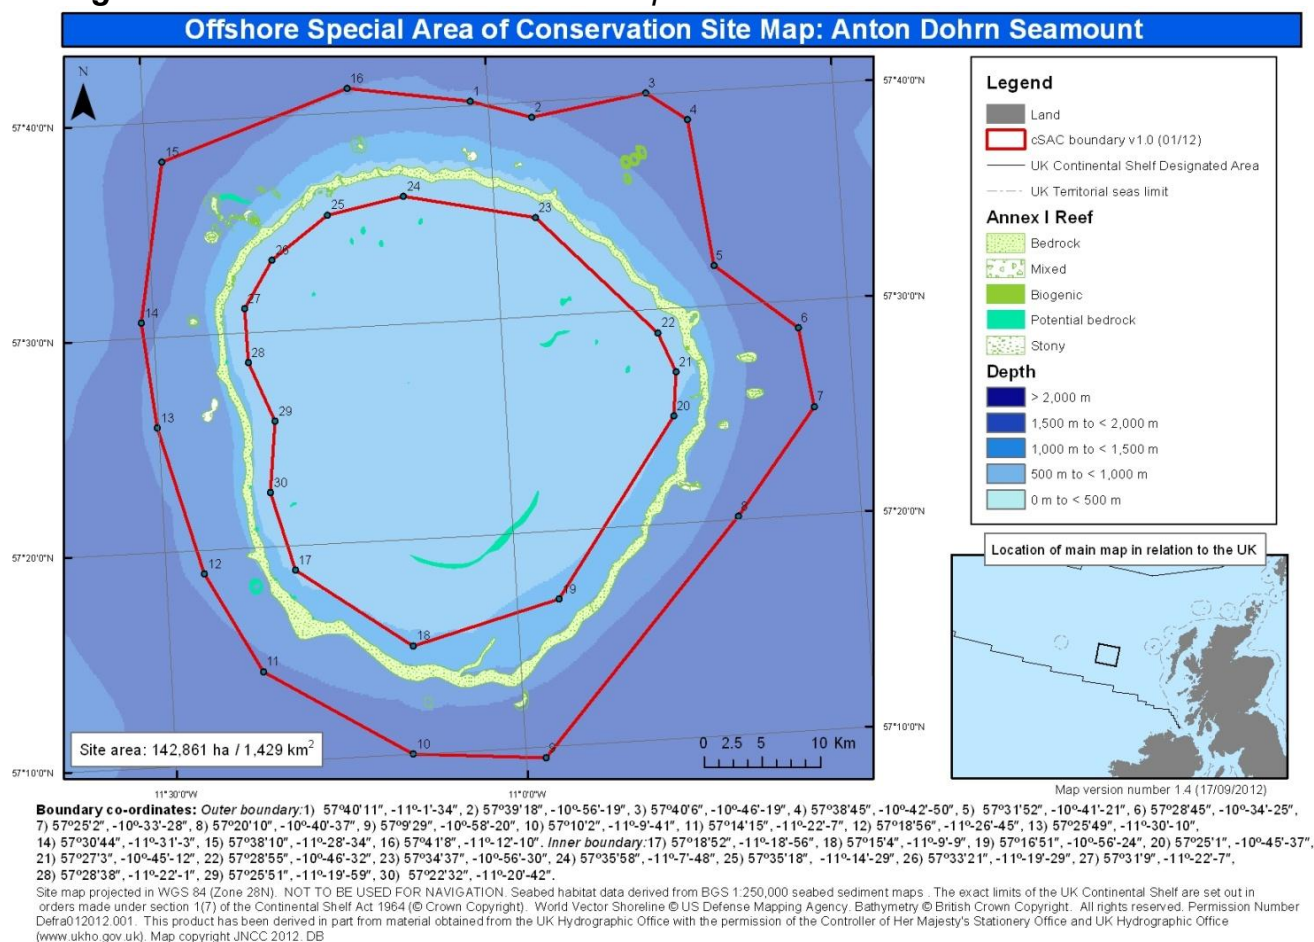 Offshore Special Area of Conservation Site Map: Anton Dohrn Seamount
N
16
1
2
3
4
15
24
23
25
26
5
27
14
22
6
21
28
7
20
29
13
30
8
17
12
19
18
11
10
9
57°40'0"N
57°30'0"N
57°20'0"N
57°10'0"N
57°40'0"N
57°30'0"N
57°20'0"N
57°10'0"N
11°30'0"W
11°0'0"W
Site area: 142,861 ha / 1,429 km²
0 2.5 5 10 Km
Legend
Land
cSAC boundary v1.0 (01/12)
UK Continental Shelf Designated Area
UK Territorial seas limit
Annex I Reef
Bedrock
Mixed
Biogenic
Potential bedrock
Stony
Depth
> 2,000 m
1,500 m to < 2,000 m
1,000 m to < 1,500 m
500 m to < 1,000 m
0 m to < 500 m
Location of main map in relation to the UK
Map version number 1.4 (17/09/2012)
Boundary co-ordinates: Outer boundary:1) 57º40'11", -11º-1'-34", 2) 57º39'18", -10º-56'-19", 3) 57º40'6", -10º-46'-19", 4) 57º38'45", -10º-42'-50", 5) 57º31'52", -10º-41'-21", 6) 57º28'45", -10º-34'-25",
7) 57º25'2", -10º-33'-28", 8) 57º20'10", -10º-40'-37", 9) 57º9'29", -10º-58'-20", 10) 57º10'2", -11º-9'-41", 11) 57º14'15", -11º-22'-7", 12) 57º18'56", -11º-26'-45", 13) 57º25'49", -11º-30'-10",
14) 57º30'44", -11º-31'-3", 15) 57º38'10", -11º-28'-34", 16) 57º41'8", -11º-12'-10". Inner boundary:17) 57º18'52", -11º-18'-56", 18) 57º15'4", -11º-9'-9", 19) 57º16'51", -10º-56'-24", 20) 57º25'1", -10º-45'-37",
21) 57º27'3", -10º-45'-12", 22) 57º28'55", -10º-46'-32", 23) 57º34'37", -10º-56'-30", 24) 57º35'58", -11º-7'-48", 25) 57º35'18", -11º-14'-29", 26) 57º33'21", -11º-19'-29", 27) 57º31'9", -11º-22'-7",
28) 57º28'38", -11º-22'-1", 29) 57º25'51", -11º-19'-59", 30) 57º22'32", -11º-20'-42".
Site map projected in WGS 84 (Zone 28N). NOT TO BE USED FOR NAVIGATION. Seabed habitat data derived from BGS 1:250,000 seabed sediment maps . The exact limits of the UK Continental Shelf are set out in
orders made under section 1(7) of the Continental Shelf Act 1964 (© Crown Copyright). World Vector Shoreline © US Defense Mapping Agency. Bathymetry © British Crown Copyright. All rights reserved. Permission Number
Defra012012.001. This product has been derived in part from material obtained from the UK Hydrographic Office with the permission of the Controller of Her Majesty's Stationery Office and UK Hydrographic Office
(www.ukho.gov.uk). Map copyright JNCC 2012. DB